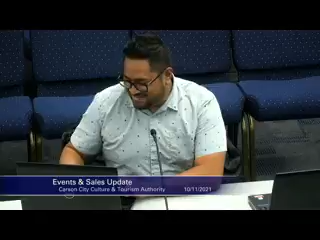 Events & Sales Update
Carson City Culture & Tourism Authority 10/11/2021